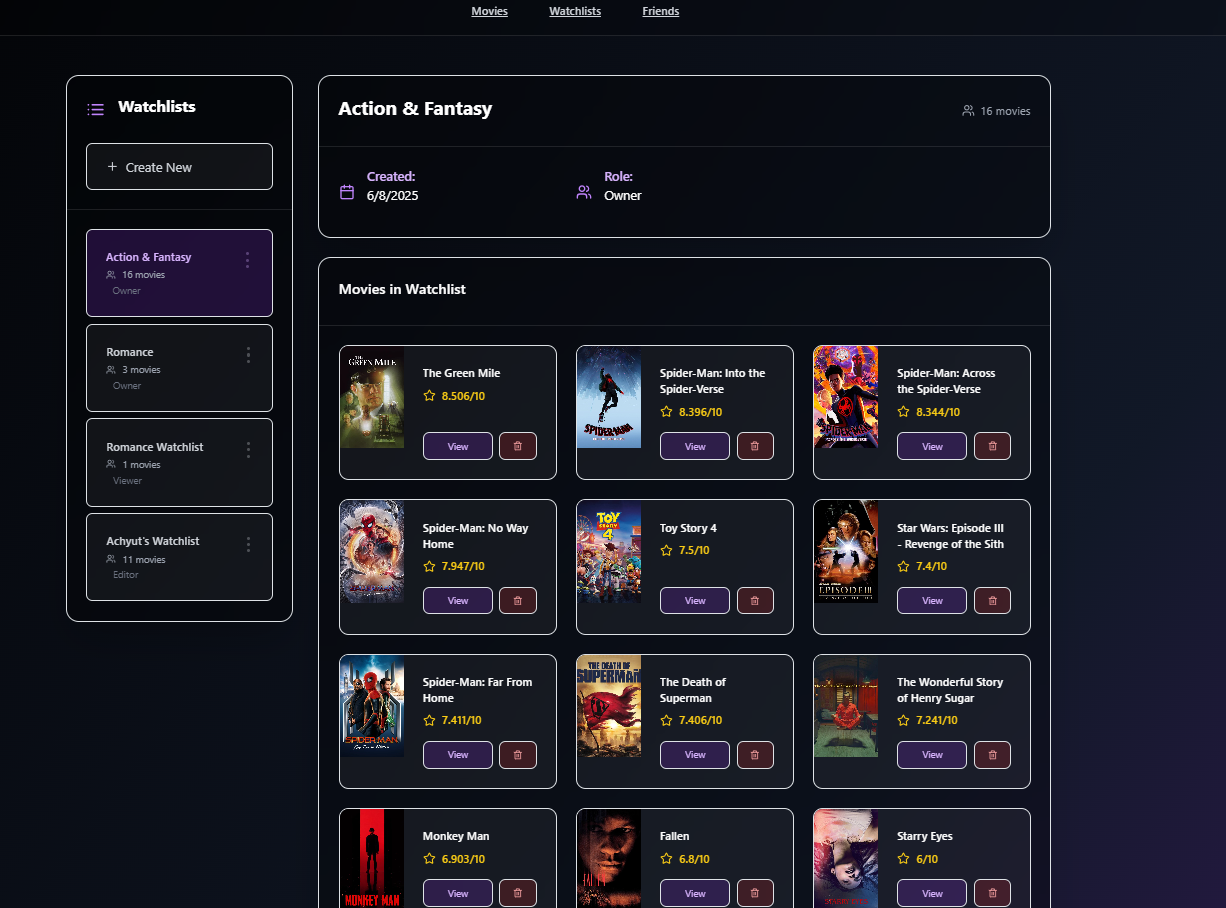 Movies
Watchlists
Friends
Watchlists
+ Create New
Action & Fantasy
16 movies
Owner
Romance
3 movies
Owner
Romance Watchlist
1 movies
Viewer
Achyut's Watchlist
11 movies
Editor
Action & Fantasy
16 movies
Created:
6/8/2025
Role:
Owner
Movies in Watchlist
THE
GREEN MILE
The Green Mile
8.506/10
View
SPIDER-MAN
Spider-Man: Into the
Spider-Verse
8.396/10
View
Spider-Man: Across
the Spider-Verse
8.344/10
View
Spider-Man: No Way
Home
7.947/10
View
TOY
STORY
4
Toy Story 4
7.5/10
View
EPISODE III
Star Wars: Episode III
- Revenge of the Sith
7.4/10
View
SPIDER-MAN
Spider-Man: Far From
Home
7.411/10
View
THE DEATH OF
SUPERMAN
The Death of
Superman
7.406/10
View
The Wonderful Story
of Henry Sugar
7.241/10
View
MONKEY MAN
Monkey Man
6.903/10
View
Fallen
6.8/10
View
Starry Eyes
6/10
View